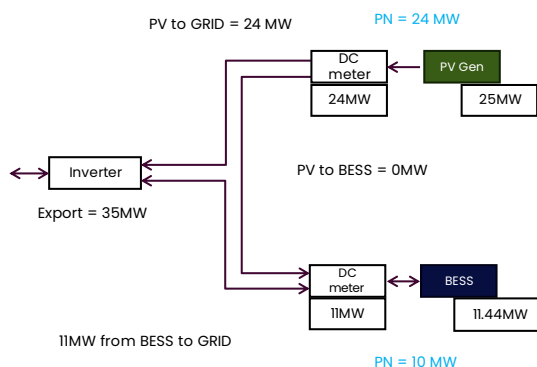 PV to GRID = 24 MW
PN = 24 MW
DC
meter
PV Gen
24MW
25MW
Inverter
PV to BESS = 0MW
Export = 35MW
DC
meter
BESS
11MW
11.44MW
11MW from BESS to GRID
PN = 10 MW